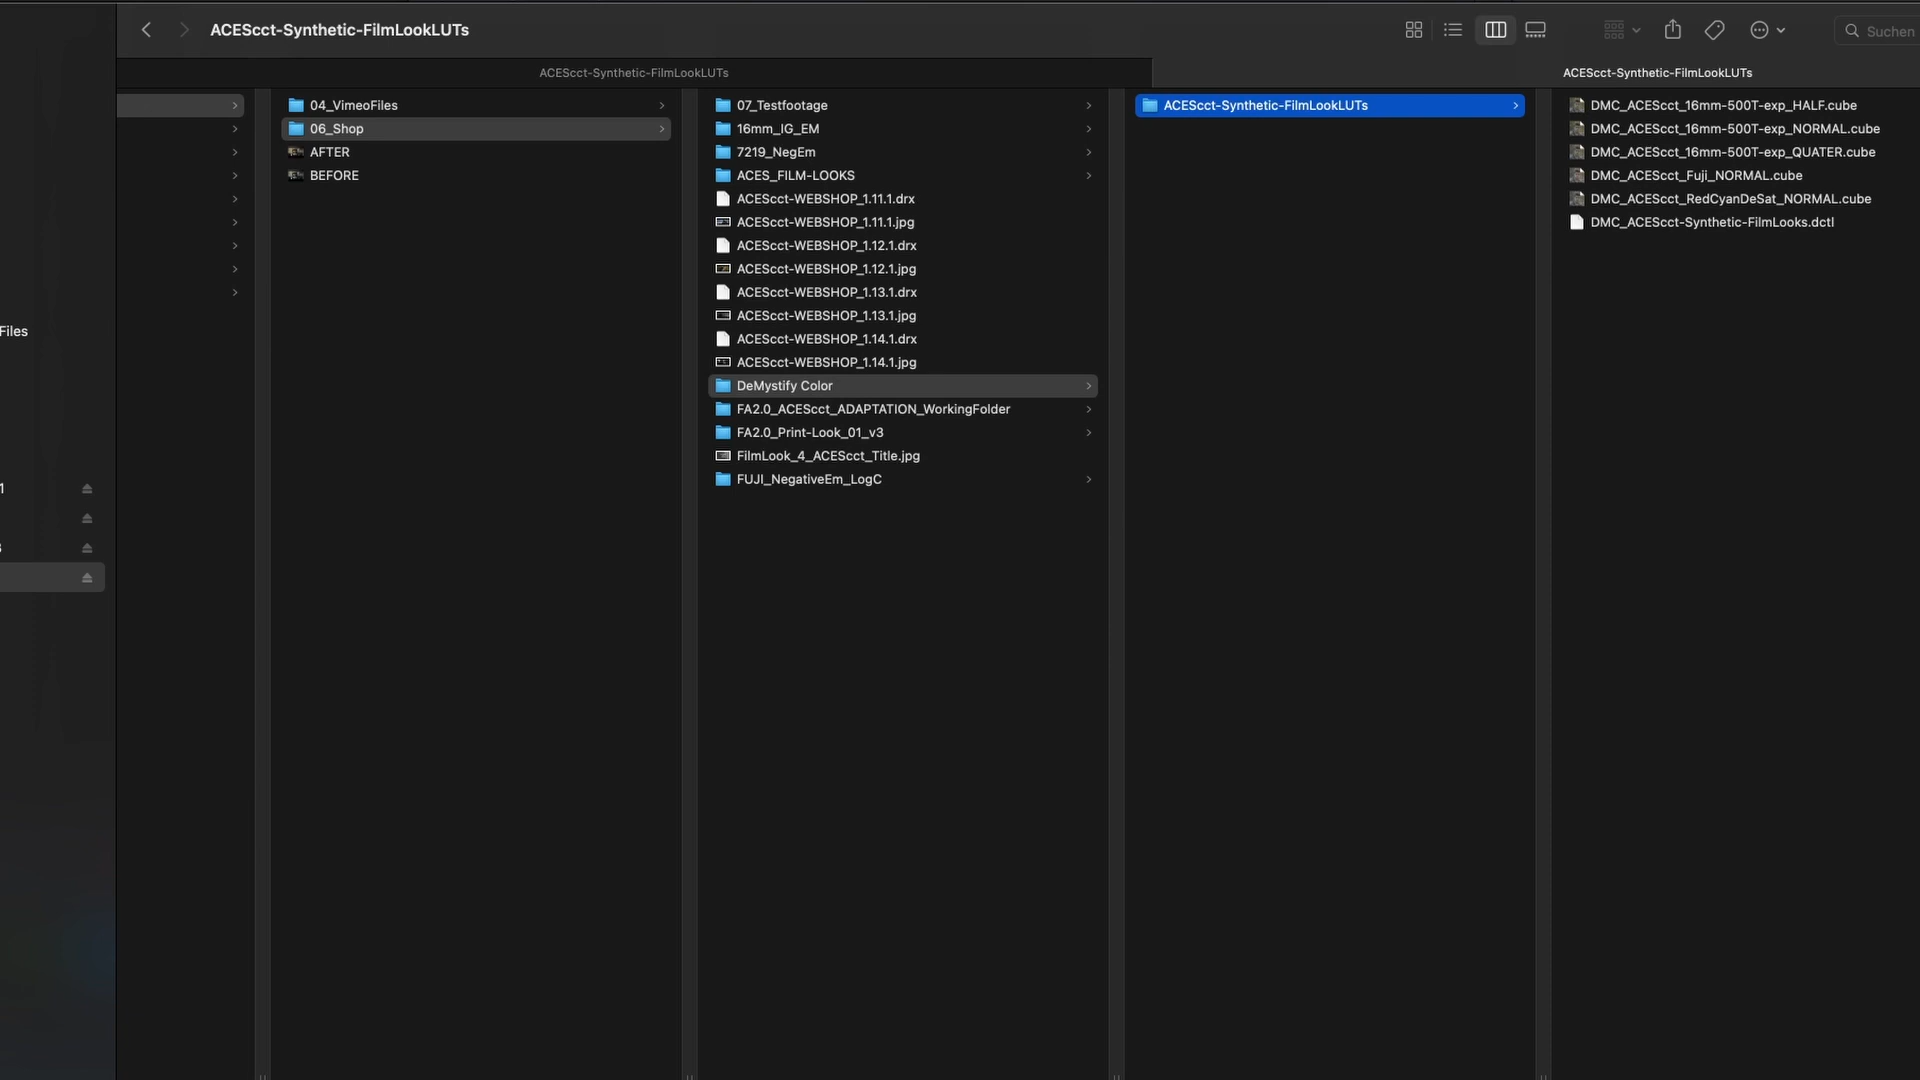 ACEScct-Synthetic-FilmLookLUTs
Suchen
ACEScct-Synthetic-FilmLookLUTs
ACEScct-Synthetic-FilmLookLUTs
Files
1
04_VimeoFiles
06_Shop
AFTER
BEFORE
07_Testfootage
16mm_IG_EM
7219_NegEm
ACES_FILM-LOOKS
ACEScct-WEBSHOP_1.11.1.drx
ACEScct-WEBSHOP_1.11.1.jpg
ACEScct-WEBSHOP_1.12.1.drx
ACEScct-WEBSHOP_1.12.1.jpg
ACEScct-WEBSHOP_1.13.1.drx
ACEScct-WEBSHOP_1.13.1.jpg
ACEScct-WEBSHOP_1.14.1.drx
ACEScct-WEBSHOP_1.14.1.jpg
DeMystify Color
FA2.0_ACEScct_ADAPTATION_WorkingFolder
FA2.0_Print-Look_01_v3
FilmLook_4_ACEScct_Title.jpg
FUJI_NegativeEm_LogC
ACEScct-Synthetic-FilmLookLUTs
DMC_ACEScct_16mm-500T-exp_HALF.cube
DMC_ACEScct_16mm-500T-exp_NORMAL.cube
DMC_ACEScct_16mm-500T-exp_QUATER.cube
DMC_ACEScct_Fuji_NORMAL.cube
DMC_ACEScct_RedCyanDeSat_NORMAL.cube
DMC_ACEScct-Synthetic-FilmLooks.dctl